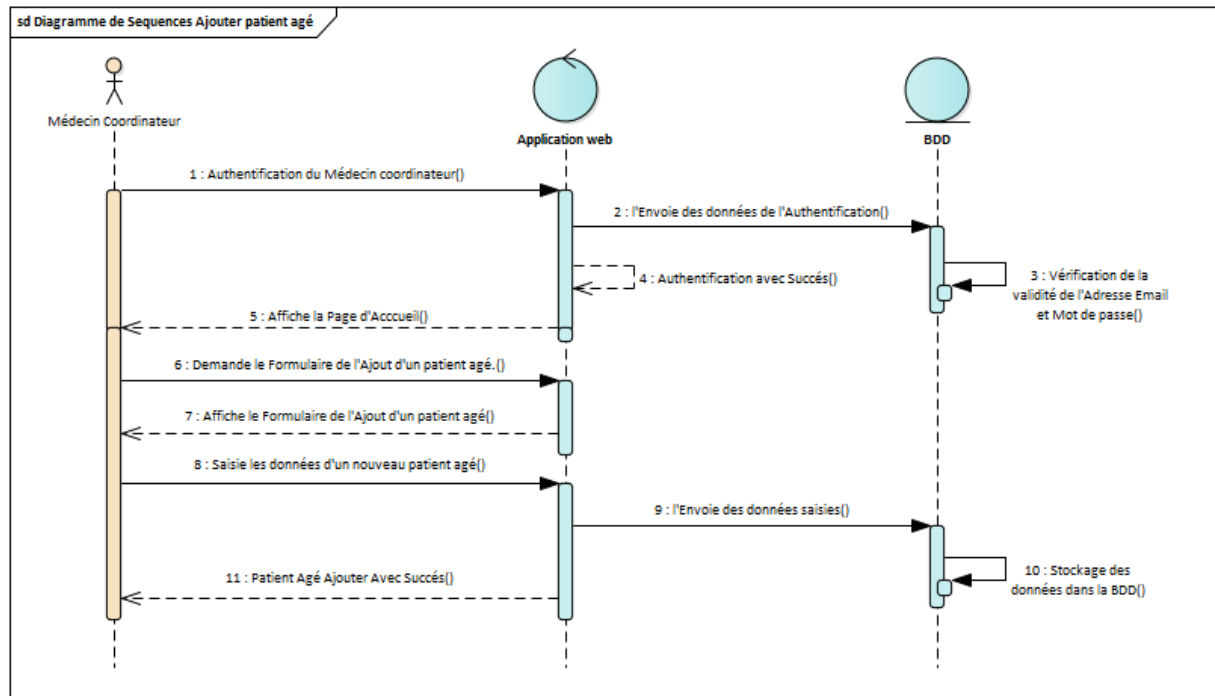 sd Diagramme de Sequences Ajouter patient agé
Médecin Coordinateur
Application web
BDD
1 : Authentification du Médecin coordinateur()
2 : l'Envoie des données de l'Authentification()
3 : Vérification de la
validité de l'Adresse Email
et Mot de passe()
4 : Authentification avec Succés()
5 : Affiche la Page d'Acccueil()
6 : Demande le Formulaire de l'Ajout d'un patient agé.()
7 : Affiche le Formulaire de l'Ajout d'un patient agé()
8 : Saisie les données d'un nouveau patient agé()
9 : l'Envoie des données saisies()
10 : Stockage des
données dans la BDD()
11 : Patient Agé Ajouter Avec Succés()